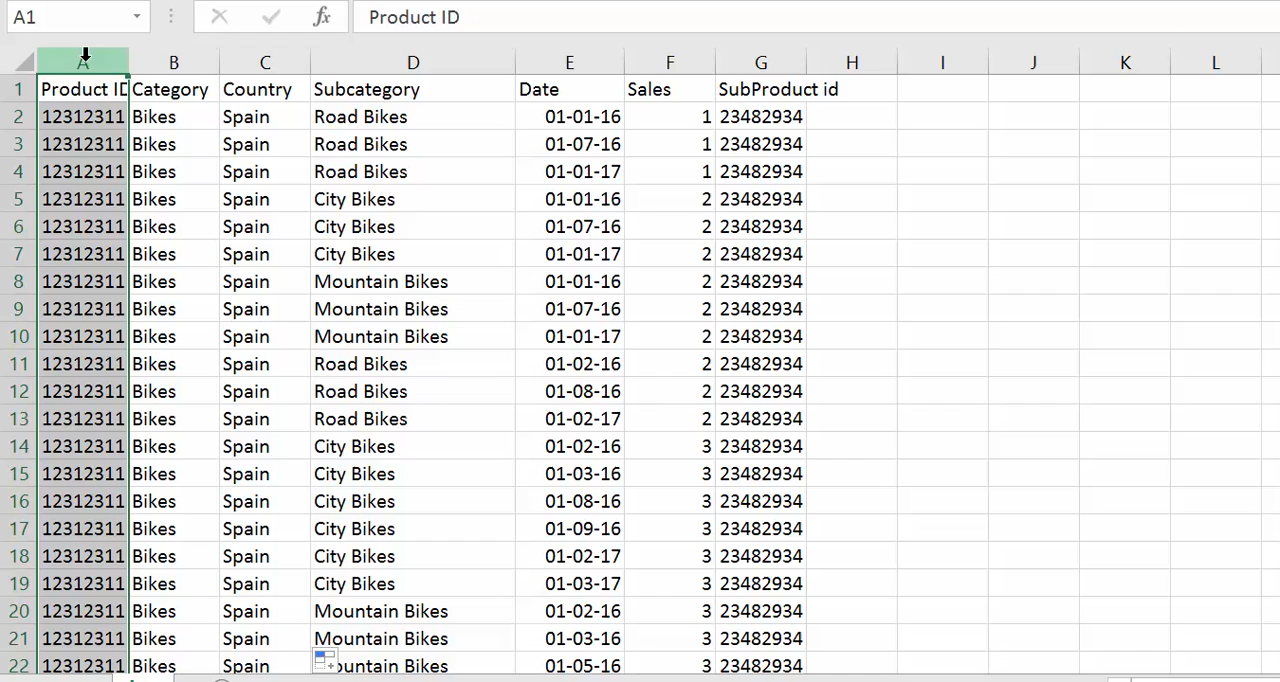 A1 fx Product ID
A B C D E F G H I J K L
1 Product ID Category Country Subcategory Date Sales SubProduct id
2 12312311 Bikes Spain Road Bikes 01-01-16 1 23482934
3 12312311 Bikes Spain Road Bikes 01-07-16 1 23482934
4 12312311 Bikes Spain Road Bikes 01-01-17 1 23482934
5 12312311 Bikes Spain City Bikes 01-01-16 2 23482934
6 12312311 Bikes Spain City Bikes 01-07-16 2 23482934
7 12312311 Bikes Spain City Bikes 01-01-17 2 23482934
8 12312311 Bikes Spain Mountain Bikes 01-01-16 2 23482934
9 12312311 Bikes Spain Mountain Bikes 01-07-16 2 23482934
10 12312311 Bikes Spain Mountain Bikes 01-01-17 2 23482934
11 12312311 Bikes Spain Road Bikes 01-02-16 2 23482934
12 12312311 Bikes Spain Road Bikes 01-08-16 2 23482934
13 12312311 Bikes Spain Road Bikes 01-02-17 2 23482934
14 12312311 Bikes Spain City Bikes 01-02-16 3 23482934
15 12312311 Bikes Spain City Bikes 01-03-16 3 23482934
16 12312311 Bikes Spain City Bikes 01-08-16 3 23482934
17 12312311 Bikes Spain City Bikes 01-09-16 3 23482934
18 12312311 Bikes Spain City Bikes 01-02-17 3 23482934
19 12312311 Bikes Spain City Bikes 01-03-17 3 23482934
20 12312311 Bikes Spain Mountain Bikes 01-02-16 3 23482934
21 12312311 Bikes Spain Mountain Bikes 01-03-16 3 23482934
22 12312311 Bikes Spain Mountain Bikes 01-05-16 3 23482934